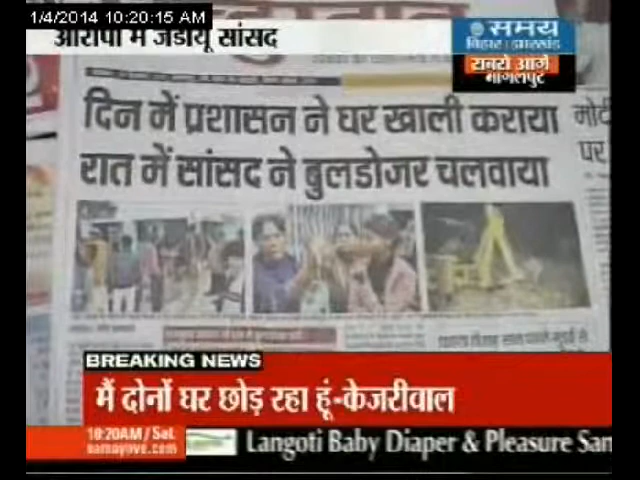 1/4/2014 10:20:15 AM
आरोपों में जेडीयू सांसद
समय
बिहार | झारखंड
सबसे आगे
भागलपुर
दिन में प्रशासन ने घर खाली कराया
रात में सांसद ने बुलडोजर चलवाया
मोदी
पर
BREAKING NEWS
मैं दोनों घर छोड़ रहा हूं-केजरीवाल
10:20AM/Sat.
samaylive.com
Langoti Baby Diaper & Pleasure San